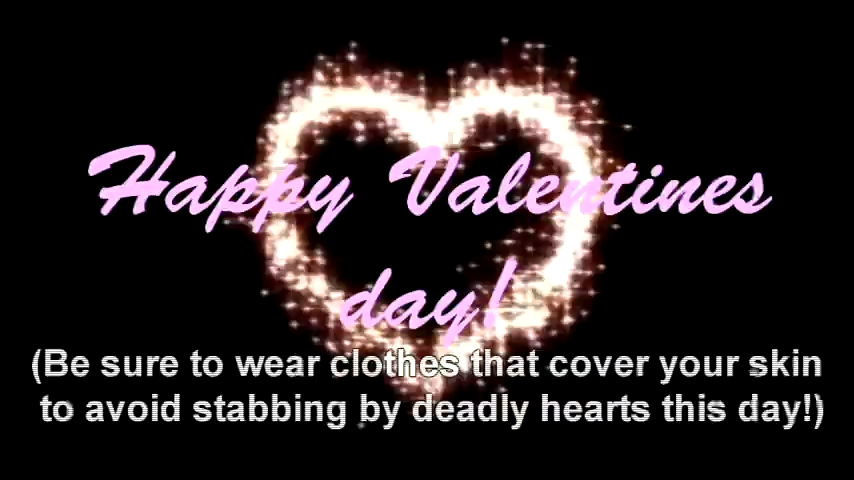 Happy Valentines
day!
(Be sure to wear clothes that cover your skin
to avoid stabbing by deadly hearts this day!)